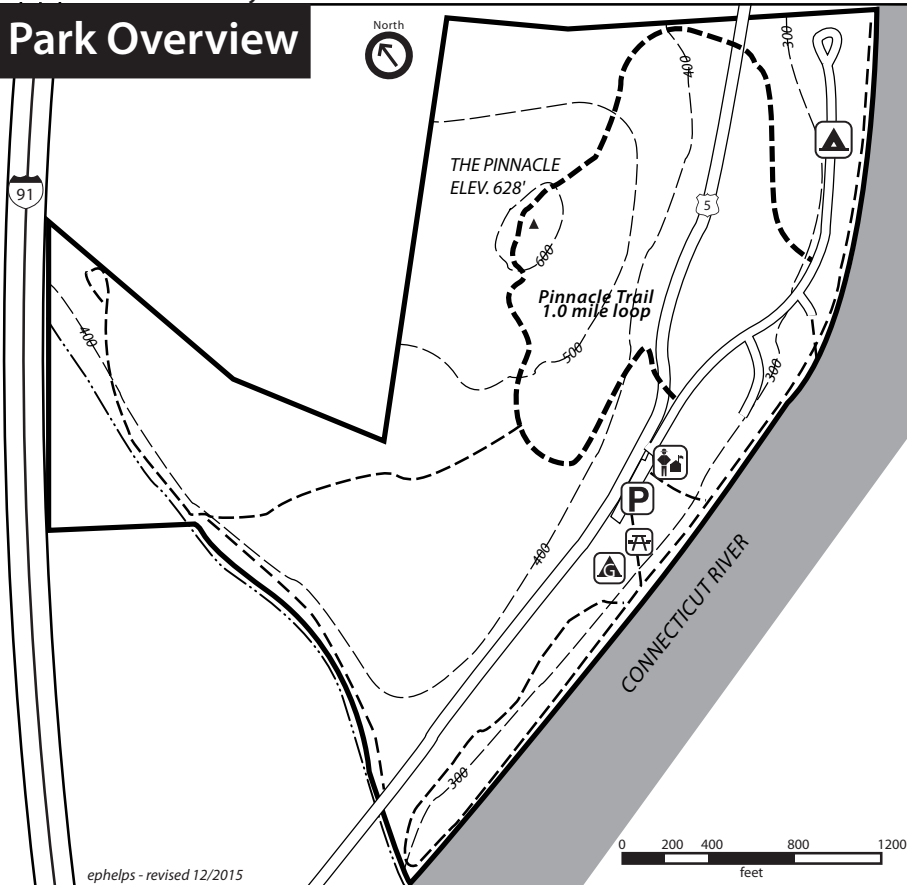 Park Overview
North
300
400
91
THE PINNACLE
ELEV. 628'
5
600
Pinnacle Trail
1.0 mile loop
400
500
300
P
400
G
CONNECTICUT RIVER
300
0 200 400 800 1200
feet
ephelps - revised 12/2015